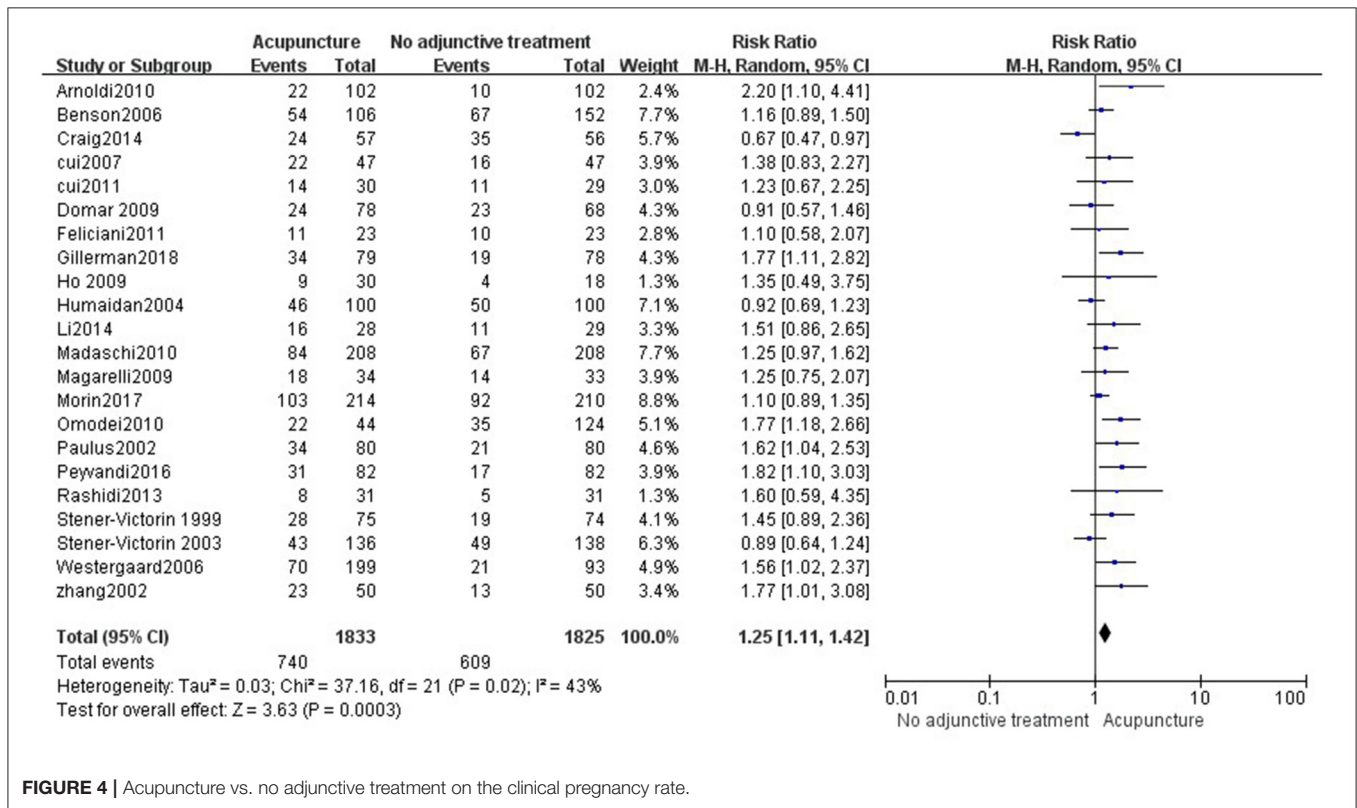 Acupuncture No adjunctive treatment Risk Ratio Risk Ratio
Study or Subgroup Events Total Events Total Weight M-H, Random, 95% CI M-H, Random, 95% CI
Arnoldi2010 22 102 10 102 2.4% 2.20 [1.10, 4.41]
Benson2006 54 106 67 152 7.7% 1.16 [0.89, 1.50]
Craig2014 24 57 35 56 5.7% 0.67 [0.47, 0.97]
cui2007 22 47 16 47 3.9% 1.38 [0.83, 2.27]
cui2011 14 30 11 29 3.0% 1.23 [0.67, 2.25]
Domar 2009 24 78 23 68 4.3% 0.91 [0.57, 1.46]
Feliciani2011 11 23 10 23 2.8% 1.10 [0.58, 2.07]
Gillerman2018 34 79 19 78 4.3% 1.77 [1.11, 2.82]
Ho 2009 9 30 4 18 1.3% 1.35 [0.49, 3.75]
Humaidan2004 46 100 50 100 7.1% 0.92 [0.69, 1.23]
Li2014 16 28 11 29 3.3% 1.51 [0.86, 2.65]
Madaschi2010 84 208 67 208 7.7% 1.25 [0.97, 1.62]
Magarelli2009 18 34 14 33 3.9% 1.25 [0.75, 2.07]
Morin2017 103 214 92 210 8.8% 1.10 [0.89, 1.35]
Omodei2010 22 44 35 124 5.1% 1.77 [1.18, 2.66]
Paulus2002 34 80 21 80 4.6% 1.62 [1.04, 2.53]
Peyvandi2016 31 82 17 82 3.9% 1.82 [1.10, 3.03]
Rashidi2013 8 31 5 31 1.3% 1.60 [0.59, 4.35]
Stener-Victorin 1999 28 75 19 74 4.1% 1.45 [0.89, 2.36]
Stener-Victorin 2003 43 136 49 138 6.3% 0.89 [0.64, 1.24]
Westergaard2006 70 199 21 93 4.9% 1.56 [1.02, 2.37]
zhang2002 23 50 13 50 3.4% 1.77 [1.01, 3.08]
Total (95% CI) 1833 1825 100.0% 1.25 [1.11, 1.42]
Total events 740 609
Heterogeneity: Tau² = 0.03; Chi² = 37.16, df = 21 (P = 0.02); I² = 43%
Test for overall effect: Z = 3.63 (P = 0.0003)
0.01 0.1 1 10 100
No adjunctive treatment Acupuncture
FIGURE 4 | Acupuncture vs. no adjunctive treatment on the clinical pregnancy rate.